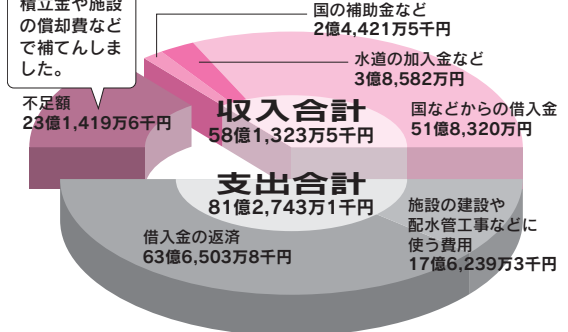 積立金や施設
の償却費など
で補てんしま
した。
国の補助金など
2億4,421万5千円
水道の加入金など
3億8,582万円
不足額
23億1,419万6千円
収入合計
58億1,323万5千円
国などからの借入金
51億8,320万円
支出合計
81億2,743万1千円
借入金の返済
63億6,503万8千円
施設の建設や
配水管工事などに
使う費用
17億6,239万3千円